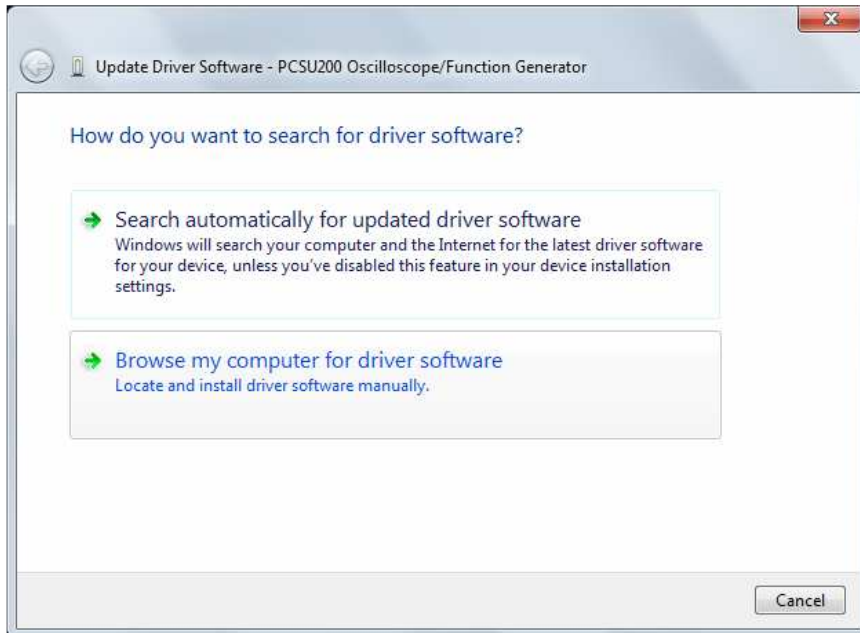 Update Driver Software - PCSU200 Oscilloscope/Function Generator
How do you want to search for driver software?
Search automatically for updated driver software
Windows will search your computer and the Internet for the latest driver software
for your device, unless you've disabled this feature in your device installation
settings.
Browse my computer for driver software
Locate and install driver software manually.
Cancel